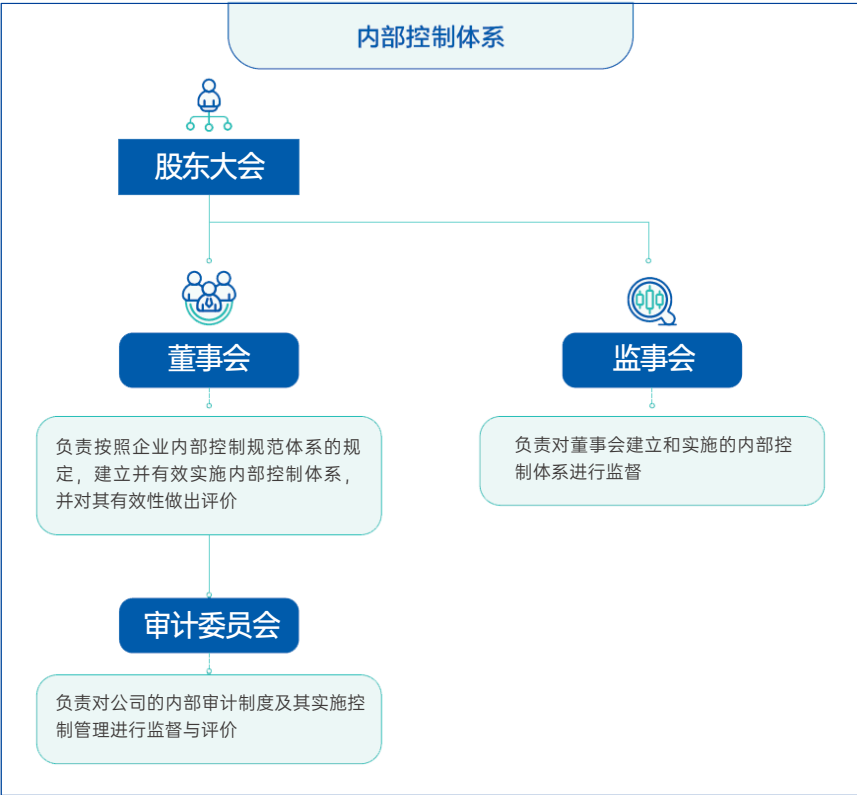 内部控制体系
股东大会
董事会
监事会
负责按照企业内部控制规范体系的规
定，建立并有效实施内部控制体系，
并对其有效性做出评价
负责对董事会建立和实施的内部控
制体系进行监督
审计委员会
负责对公司的内部审计制度及其实施控
制管理进行监督与评价